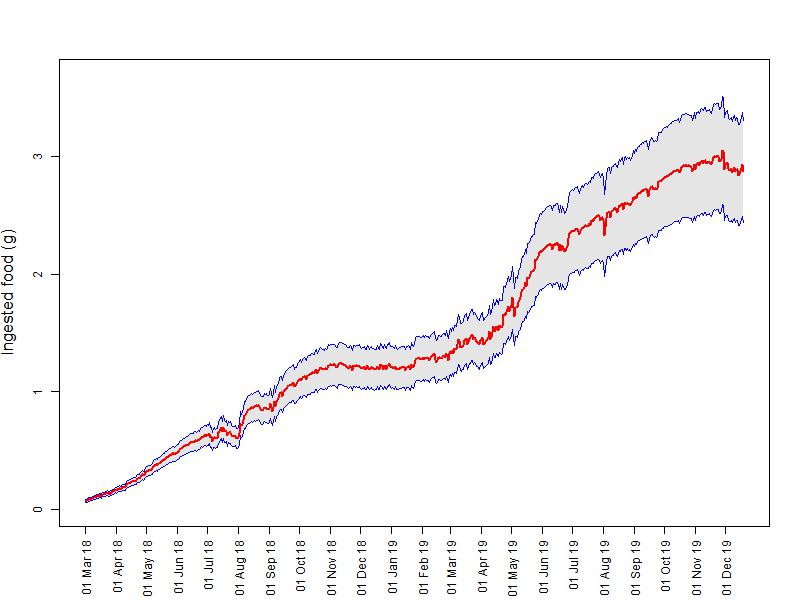 Ingested food (g)
3
2
1
0
01 Mar 18
01 Apr 18
01 May 18
01 Jun 18
01 Jul 18
01 Aug 18
01 Sep 18
01 Oct 18
01 Nov 18
01 Dec 18
01 Jan 19
01 Feb 19
01 Mar 19
01 Apr 19
01 May 19
01 Jun 19
01 Jul 19
01 Aug 19
01 Sep 19
01 Oct 19
01 Nov 19
01 Dec 19